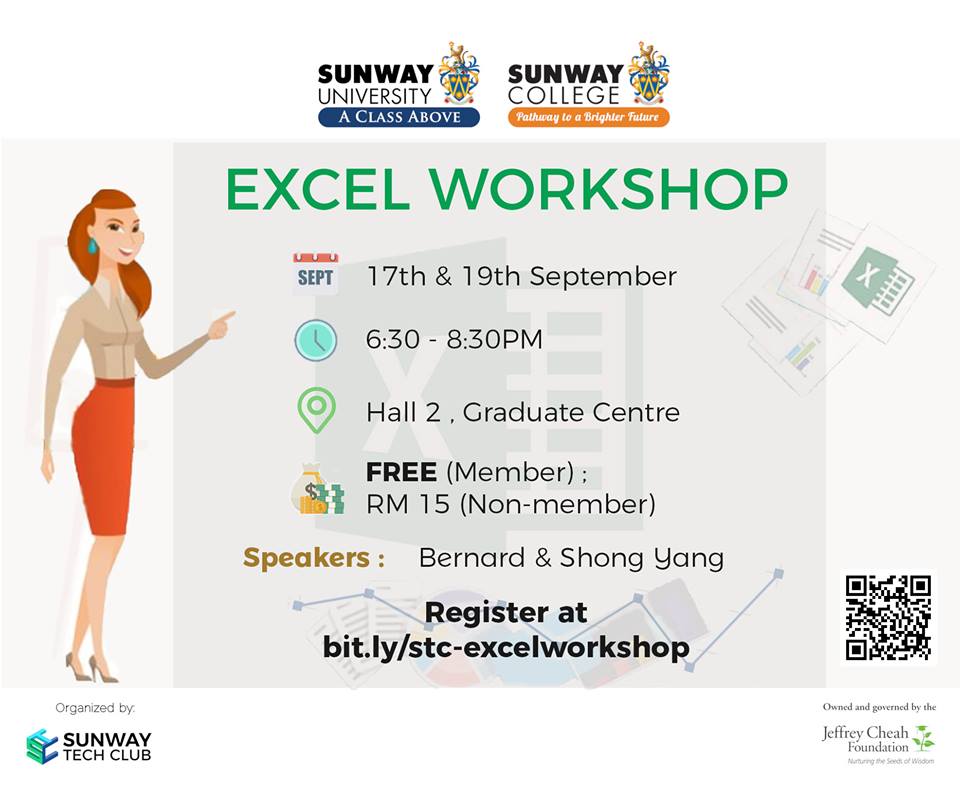 SUNWAY
UNIVERSITY
A CLASS ABOVE
SUNWAY
COLLEGE
Pathway to a Brighter Future
EXCEL WORKSHOP
SEPT
17th & 19th September
6:30 - 8:30PM
Hall 2 , Graduate Centre
FREE (Member) ;
$
RM 15 (Non-member)
Speakers : Bernard & Shong Yang
Register at
bit.ly/stc-excelworkshop
X
X
Organized by:
SUNWAY
TECH CLUB
Owned and governed by the
Jeffrey Cheah
Foundation
Nurturing the Seeds of Wisdom